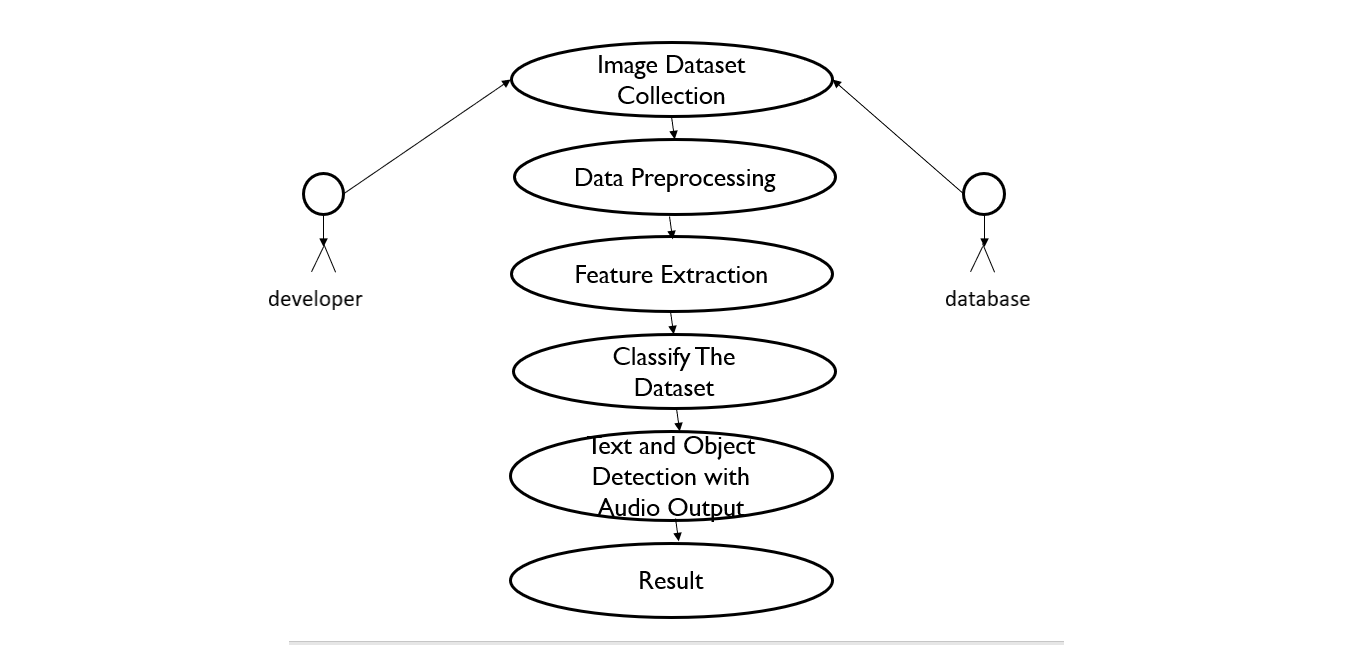 Image Dataset
Collection
Data Preprocessing
Feature Extraction
developer
database
Classify The
Dataset
Text and Object
Detection with
Audio Output
Result